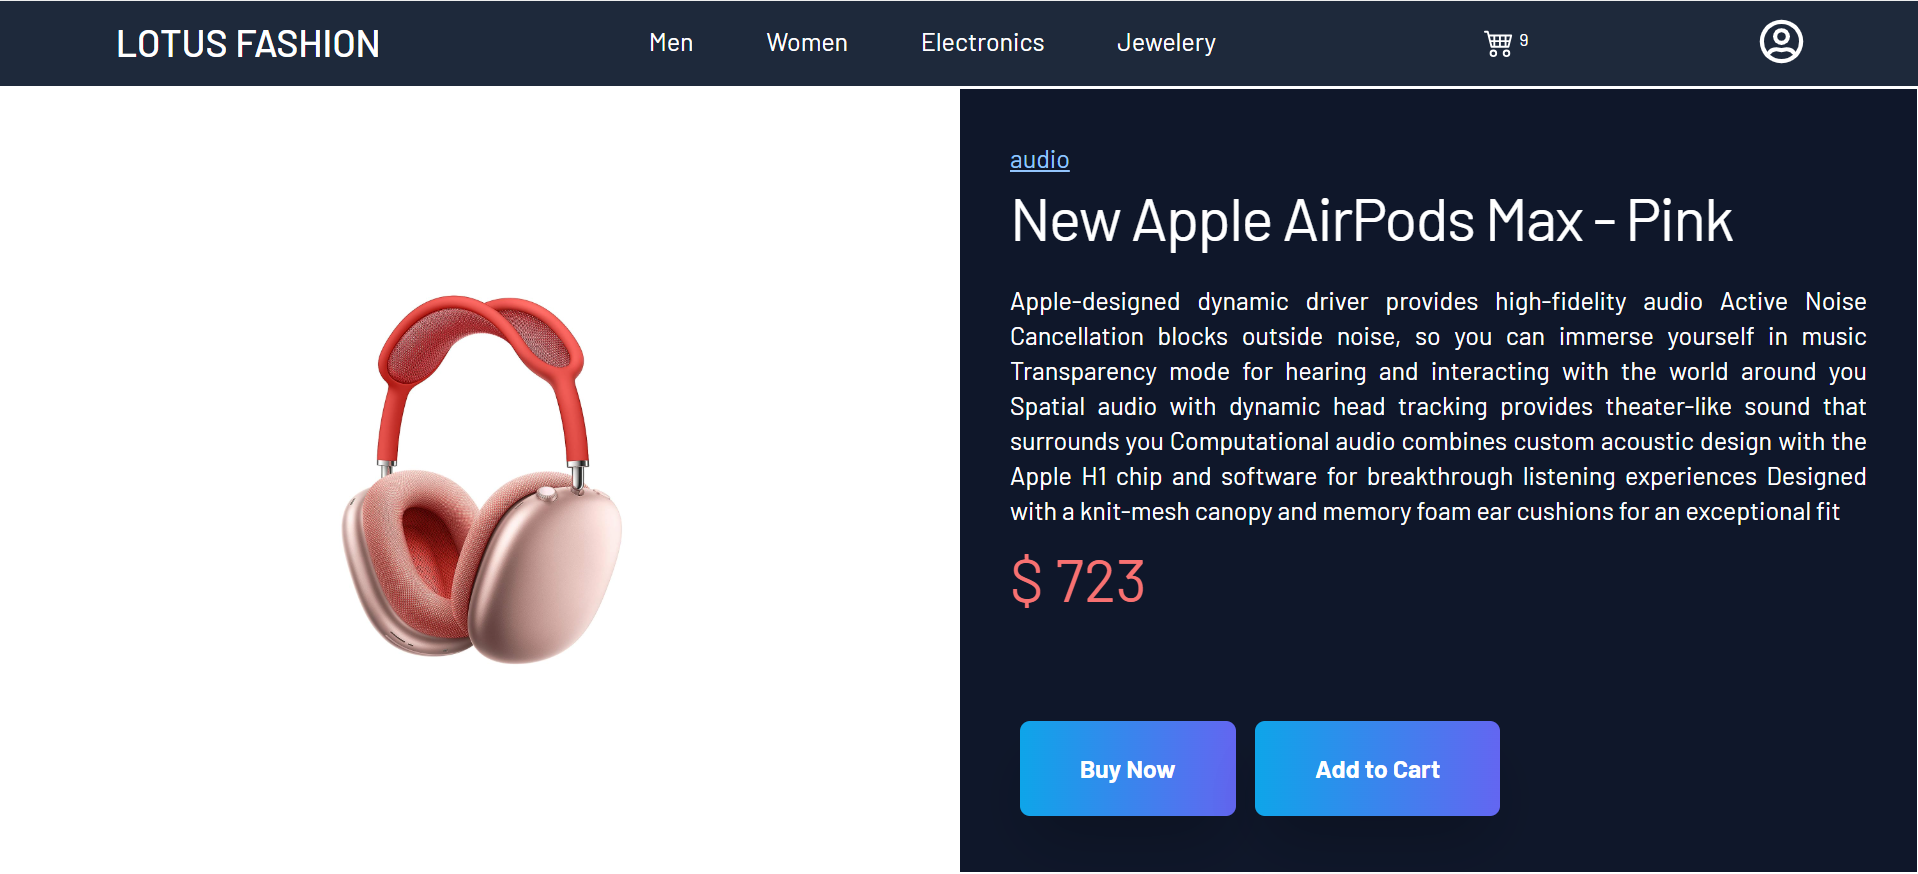 LOTUS FASHION
Men
Women
Electronics
Jewelery
9
audio
New Apple AirPods Max - Pink
Apple-designed dynamic driver provides high-fidelity audio Active Noise
Cancellation blocks outside noise, so you can immerse yourself in music
Transparency mode for hearing and interacting with the world around you
Spatial audio with dynamic head tracking provides theater-like sound that
surrounds you Computational audio combines custom acoustic design with the
Apple H1 chip and software for breakthrough listening experiences Designed
with a knit-mesh canopy and memory foam ear cushions for an exceptional fit
$ 723
Buy Now
Add to Cart